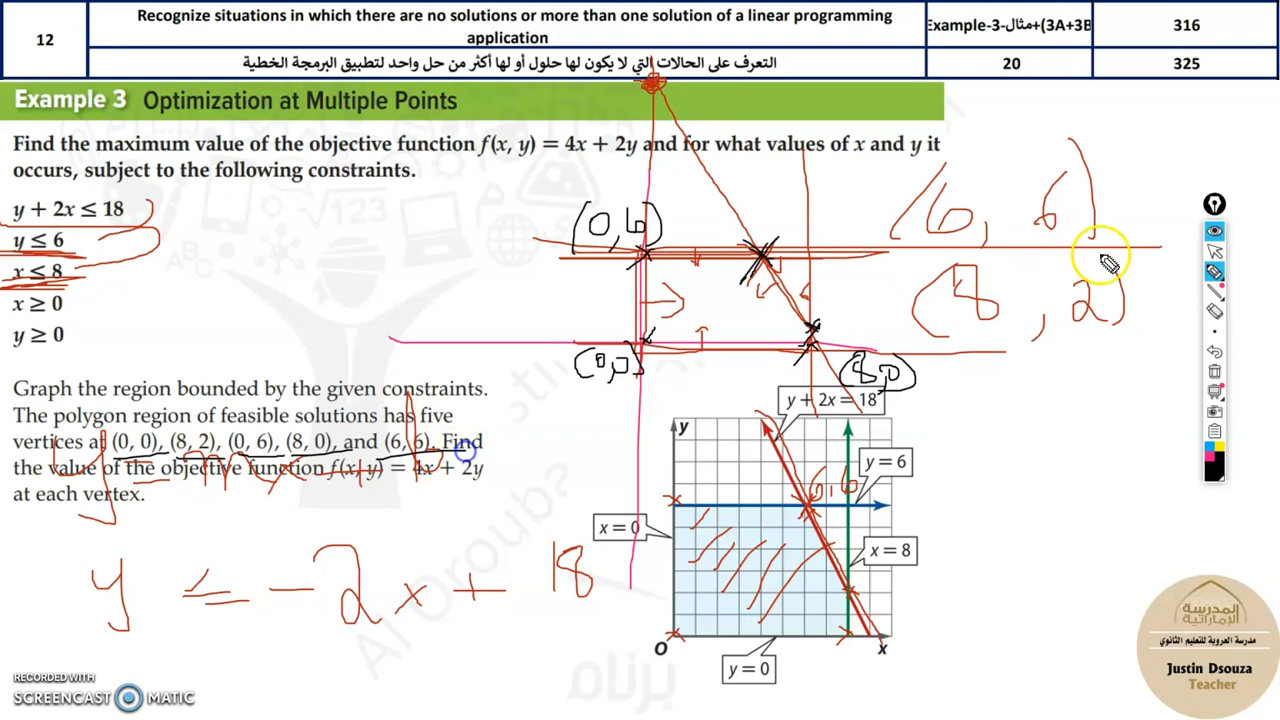 12
Recognize situations in which there are no solutions or more than one solution of a linear programming
application
Example-3-مثال+(3A+3B
316
التعرف على الحالات التي لا يكون لها حلول أو لها أكثر من حل واحد لتطبيق البرمجة الخطية
20
325
Example 3 Optimization at Multiple Points
Find the maximum value of the objective function f(x, y) = 4x + 2y and for what values of x and y it
occurs, subject to the following constraints.
y + 2x ≤ 18
y ≤ 6
x ≤ 8
x ≥ 0
y ≥ 0
(0,6)
(6, 6)
(8, 2)
(0,0)
(8,0)
Graph the region bounded by the given constraints.
The polygon region of feasible solutions has five
vertices at (0, 0), (8, 2), (0, 6), (8, 0), and (6, 6). Find
the value of the objective function f(x, y) = 4x + 2y
at each vertex.
y = mx + b
y ≤ -2x + 18
y + 2x = 18
y
6,6
y = 6
x = 0
x = 8
O
x
y = 0
Al Oroub?
برنام
المدرسة
الإماراتية
مدرسة العروبة للتعليم الثانوي
Justin Dsouza
Teacher
RECORDED WITH
SCREENCAST MATIC